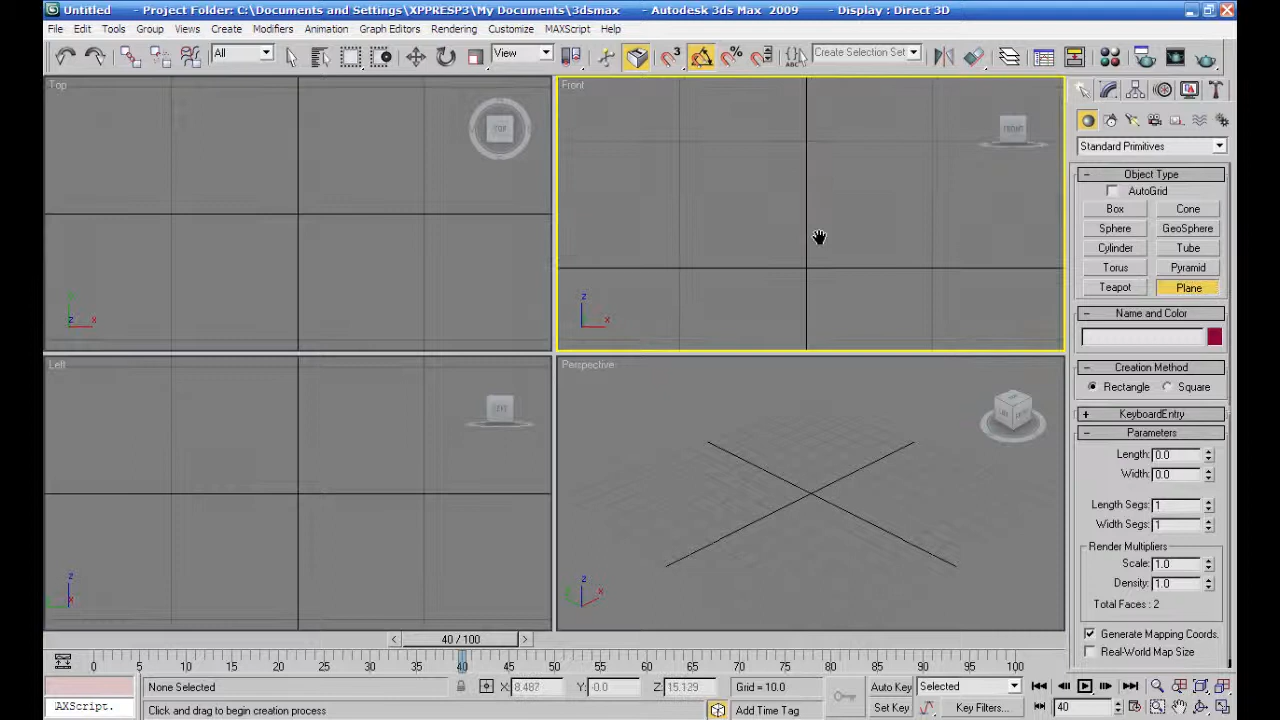 Untitled - Project Folder: C:\Documents and Settings\XPPRESP3\My Documents\3dsmax - Autodesk 3ds Max 2009 - Display : Direct 3D
File Edit Tools Group Views Create Modifiers Animation Graph Editors Rendering Customize MAXScript Help
All View 3 % ABC Create Selection Set
Top
TOP
z x
Front
FRONT
z x
Standard Primitives
Object Type
AutoGrid
Box Cone
Sphere GeoSphere
Cylinder Tube
Torus Pyramid
Teapot Plane
Name and Color
Creation Method
Rectangle Square
KeyboardEntry
Parameters
Length: 0.0
Width: 0.0
Length Segs: 1
Width Segs: 1
Render Multipliers
Scale: 1.0
Density: 1.0
Total Faces : 2
Generate Mapping Coords.
Real-World Map Size
Left
z
Perspective
z x
< 40 / 100 >
0 5 10 15 20 25 30 35 40 45 50 55 60 65 70 75 80 85 90 95 100
None Selected X: 8.487 Y: -0.0 Z: 15.129 Grid = 10.0 Auto Key Selected
AXScript. Click and drag to begin creation process Add Time Tag Set Key Key Filters... 40